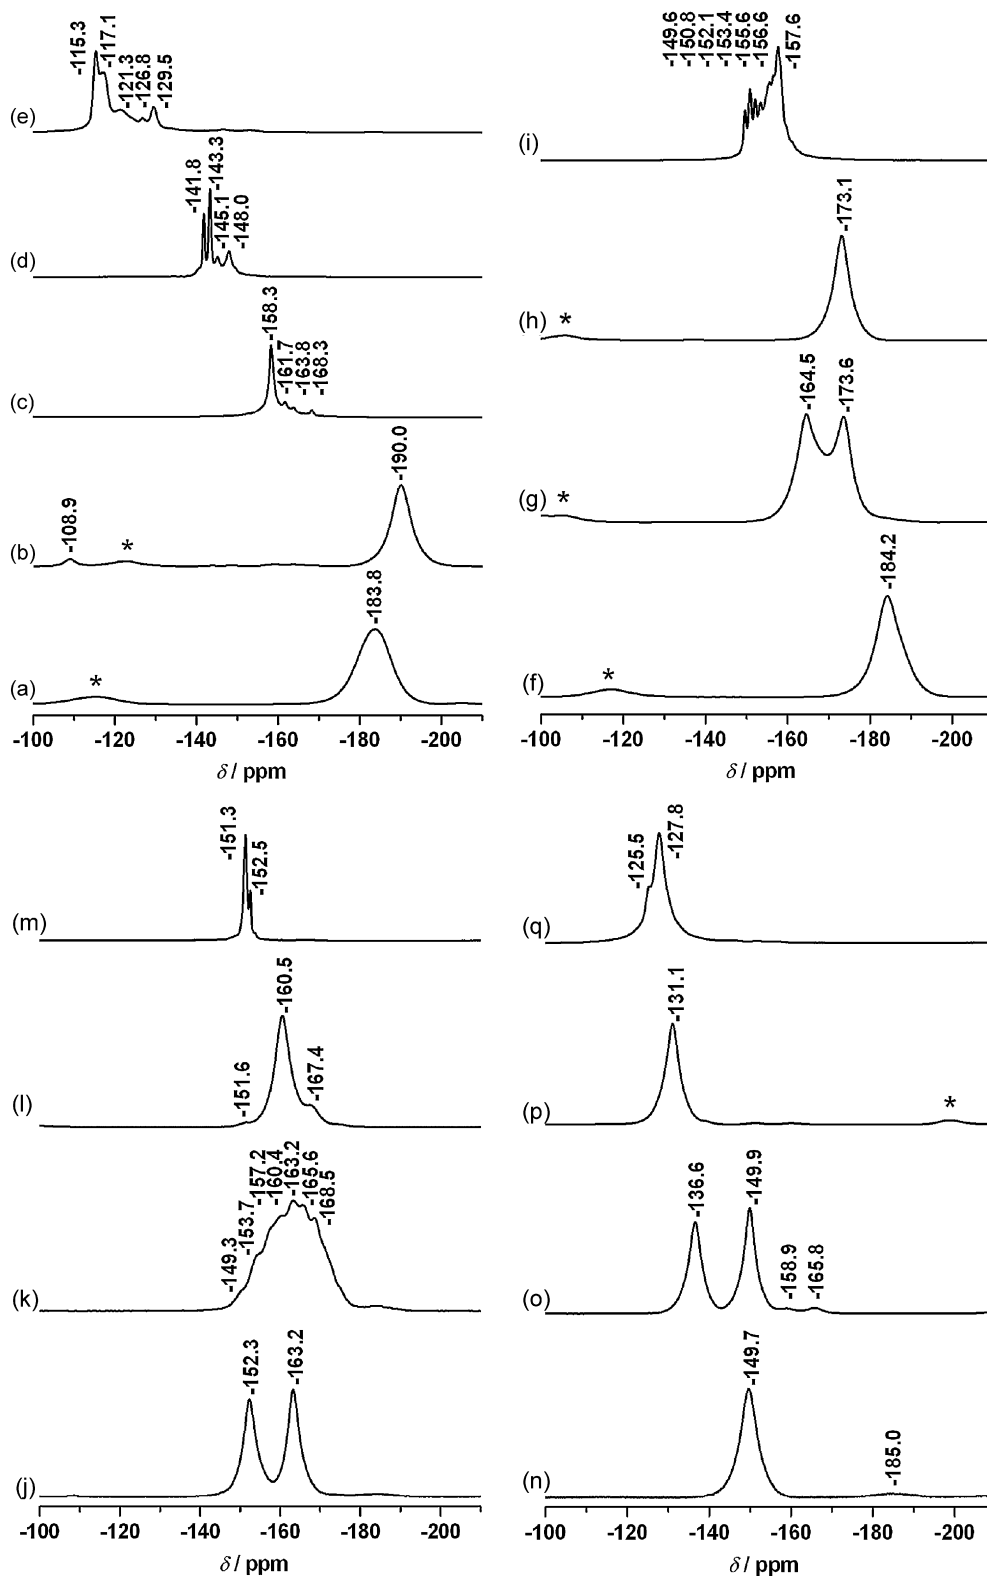 -115.3
-117.1
-121.3
-126.8
-129.5
(e)
-141.8
-143.3
-145.1
-148.0
(d)
-158.3
-161.7
-163.8
-168.3
(c)
-108.9
*
-190.0
(b)
*
-183.8
(a)
-100 -120 -140 -160 -180 -200
δ / ppm
-149.6
-150.8
-152.1
-153.4
-155.6
-156.6
-157.6
(i)
-173.1
*
(h)
-164.5
-173.6
*
(g)
-184.2
*
(f)
-100 -120 -140 -160 -180 -200
δ / ppm
-151.3
-152.5
(m)
-151.6
-160.5
-167.4
(l)
-149.3
-153.7
-157.2
-160.4
-163.2
-165.6
-168.5
(k)
-152.3
-163.2
(j)
-100 -120 -140 -160 -180 -200
δ / ppm
-125.5
-127.8
(q)
-131.1
*
(p)
-136.6
-149.9
-158.9
-165.8
(o)
-149.7
-185.0
(n)
-100 -120 -140 -160 -180 -200
δ / ppm